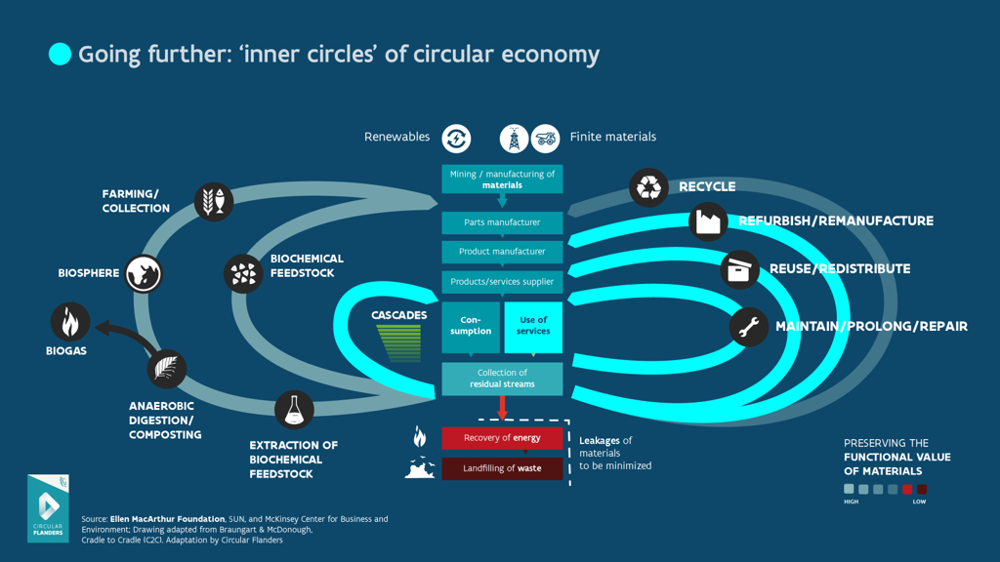 Going further: ‘inner circles’ of circular economy
Renewables
Finite materials
Mining / manufacturing of
materials
Parts manufacturer
Product manufacturer
Products/services supplier
Con-
sumption
Use of
services
Collection of
residual streams
Recovery of energy
Landfilling of waste
Leakages of
materials
to be minimized
FARMING/
COLLECTION
BIOSPHERE
BIOCHEMICAL
FEEDSTOCK
BIOGAS
CASCADES
ANAEROBIC
DIGESTION/
COMPOSTING
EXTRACTION OF
BIOCHEMICAL
FEEDSTOCK
RECYCLE
REFURBISH/REMANUFACTURE
REUSE/REDISTRIBUTE
MAINTAIN/PROLONG/REPAIR
PRESERVING THE
FUNCTIONAL VALUE
OF MATERIALS
HIGH
LOW
CIRCULAR
FLANDERS
Source: Ellen MacArthur Foundation, SUN, and McKinsey Center for Business and
Environment; Drawing adapted from Braungart & McDonough,
Cradle to Cradle (C2C). Adaptation by Circular Flanders